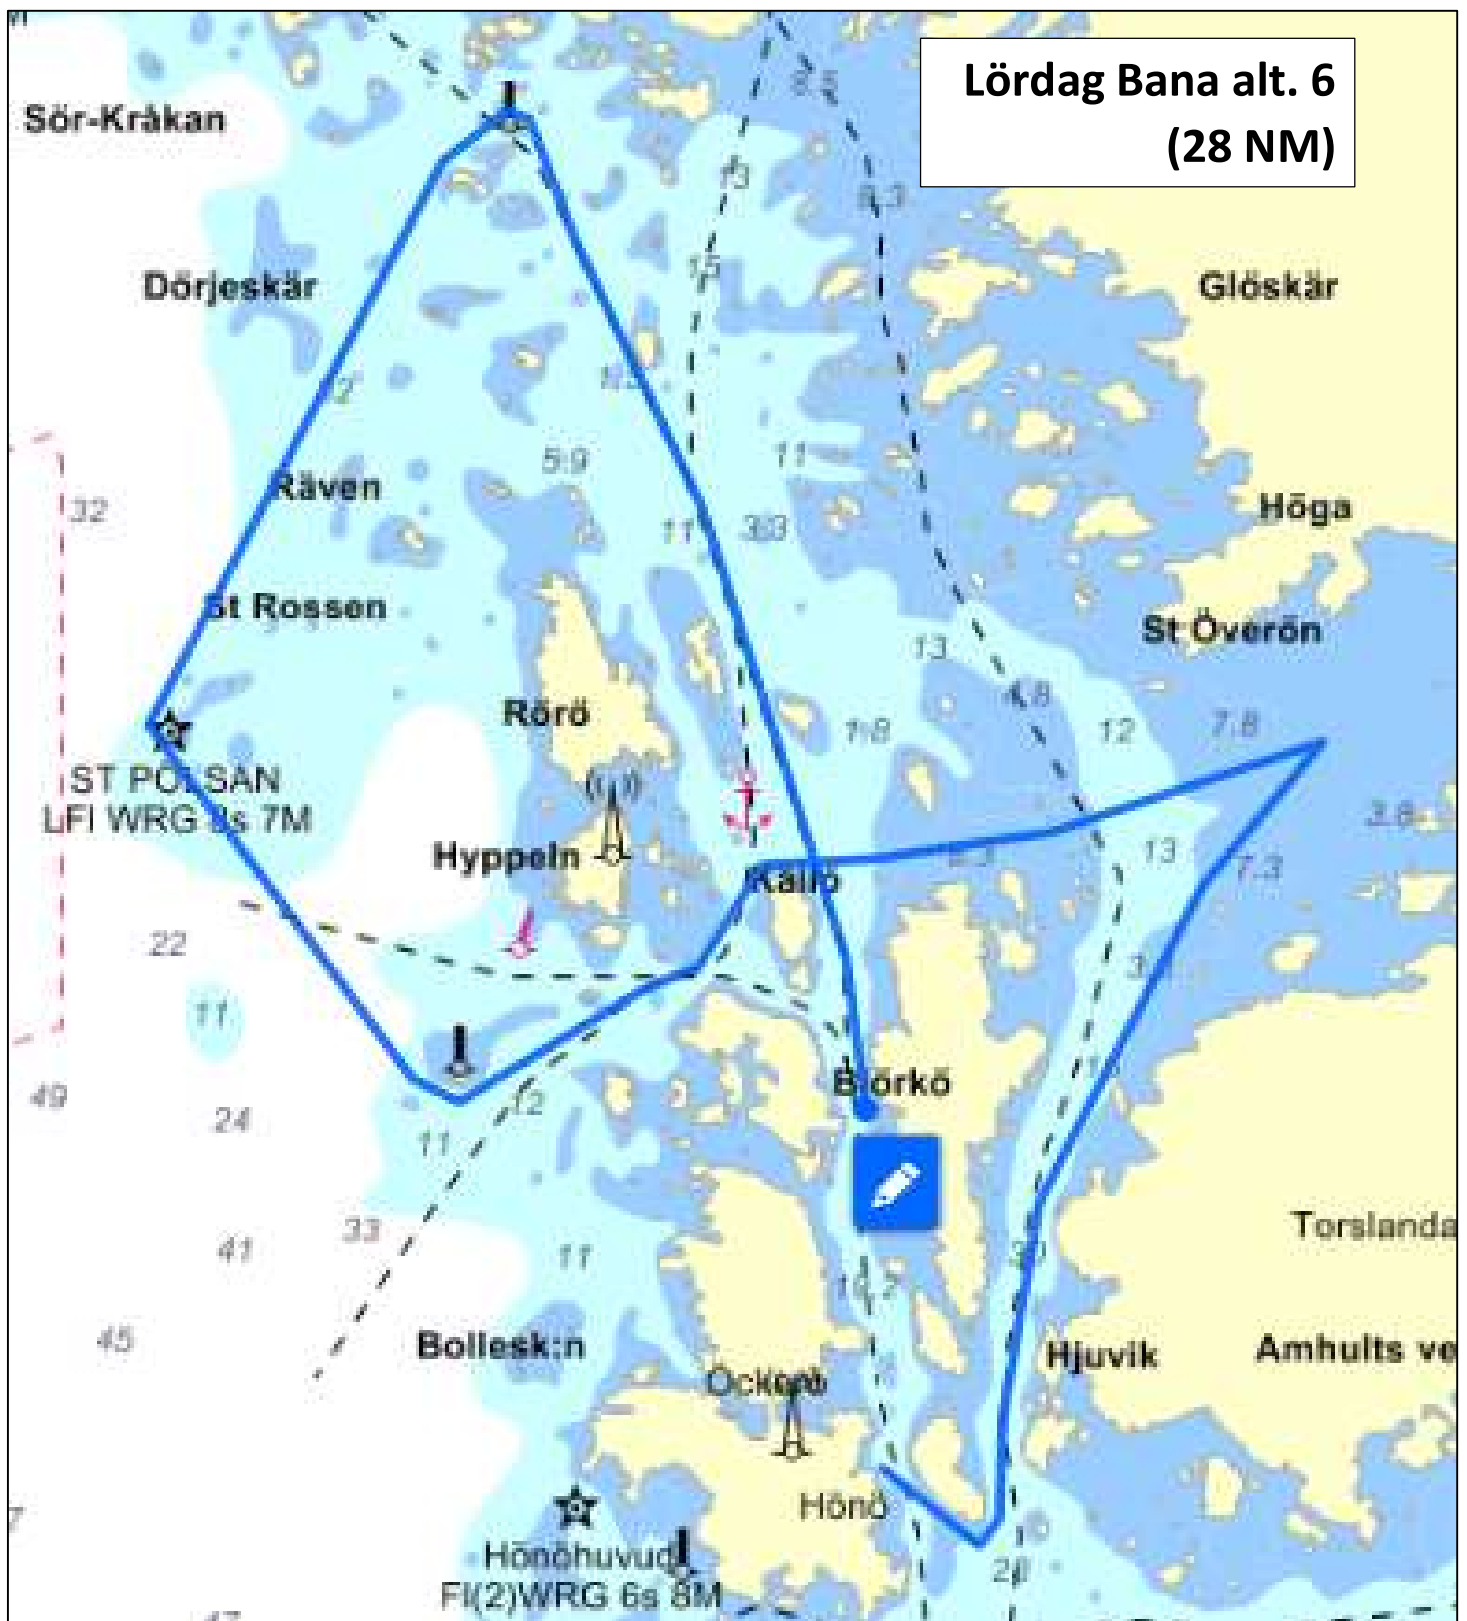 Lördag Bana alt. 6
(28 NM)
Sör-Kråkan
13
Dörjeskär
Glöskär
5.9
11
Räven
32
Höga
11
St Rossen
St Överön
13
Rörö
12
7.8
ST POLSAN
LFl WRG 8s 7M
3.8
Hyppeln
Källö
13
7.3
22
11
Björkö
49
24
12
11
33
41
11
Torslanda
45
Bollesk:n
Hjuvik
Amhults ve
Öckerö
Hönö
Hönöhuvud
Fl(2)WRG 6s 8M